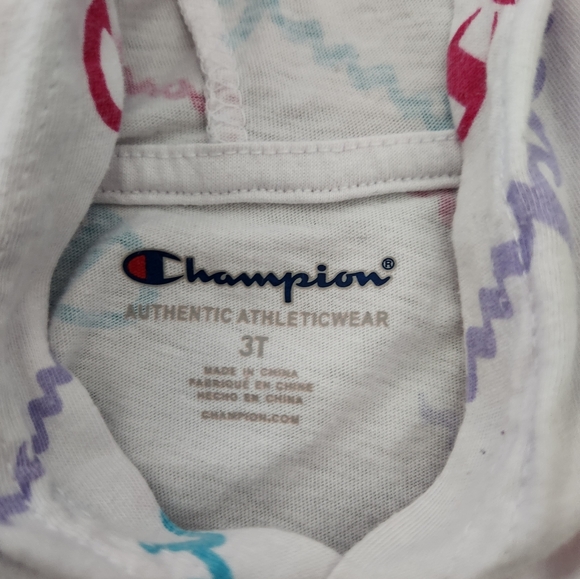 Champion®
AUTHENTIC ATHLETICWEAR
3T
MADE IN CHINA
FABRIQUÉ EN CHINE
HECHO EN CHINA
CHAMPION.COM